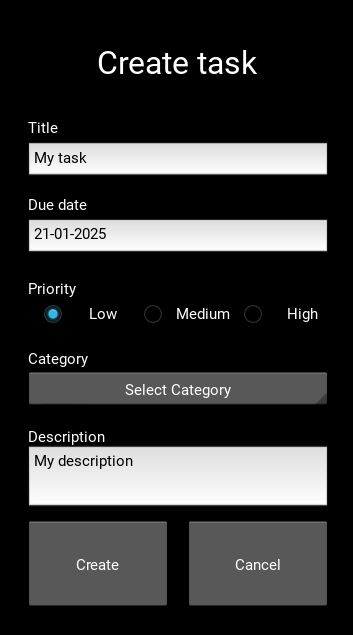 Create task
Title
My task
Due date
21-01-2025
Priority
Low Medium High
Category
Select Category
Description
My description
Create Cancel